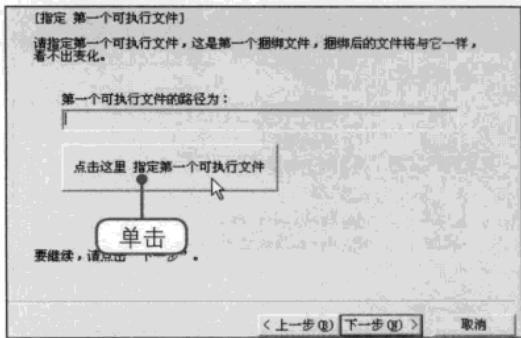 [指定 第一个可执行文件]
请指定第一个可执行文件，这是第一个捆绑文件，捆绑后的文件将与它一样，
看不出变化。
第一个可执行文件的路径为：
点击这里 指定第一个可执行文件
单击
要继续，请点击“下一步”。
< 上一步(B) 下一步(N) > 取消